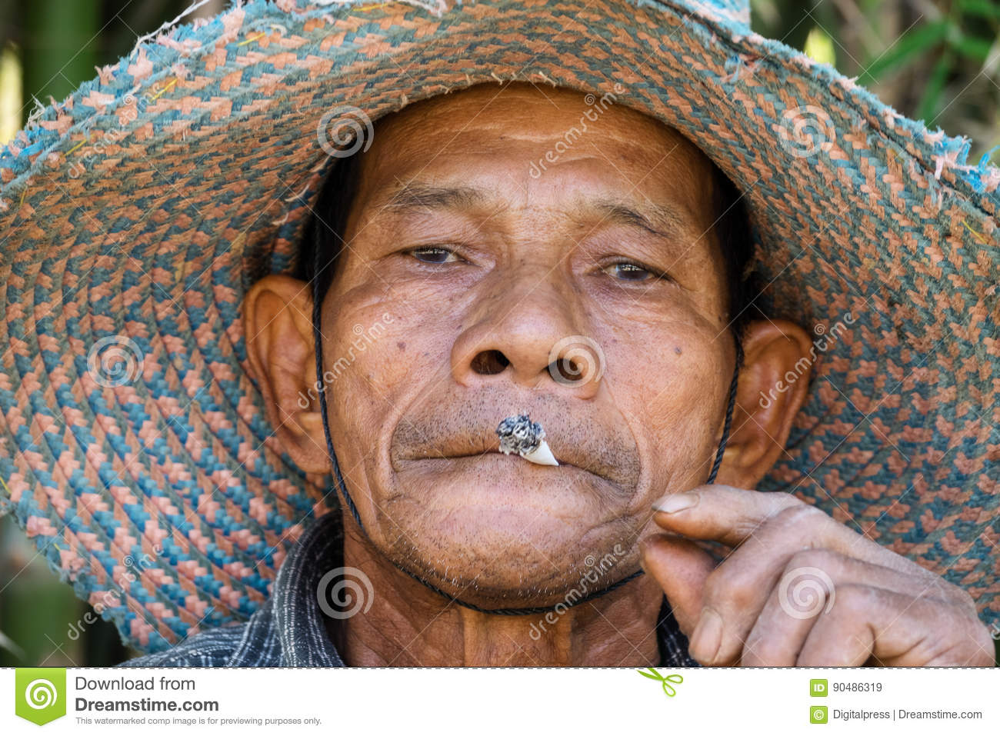 dreamstime.
dreamstime.
dreamstime.
dreamstime.
dreamstime.
dreamstime.
dreamstime.
Download from
Dreamstime.com
This watermarked comp image is for previewing purposes only.
ID 90486319
© Digitalpress | Dreamstime.com